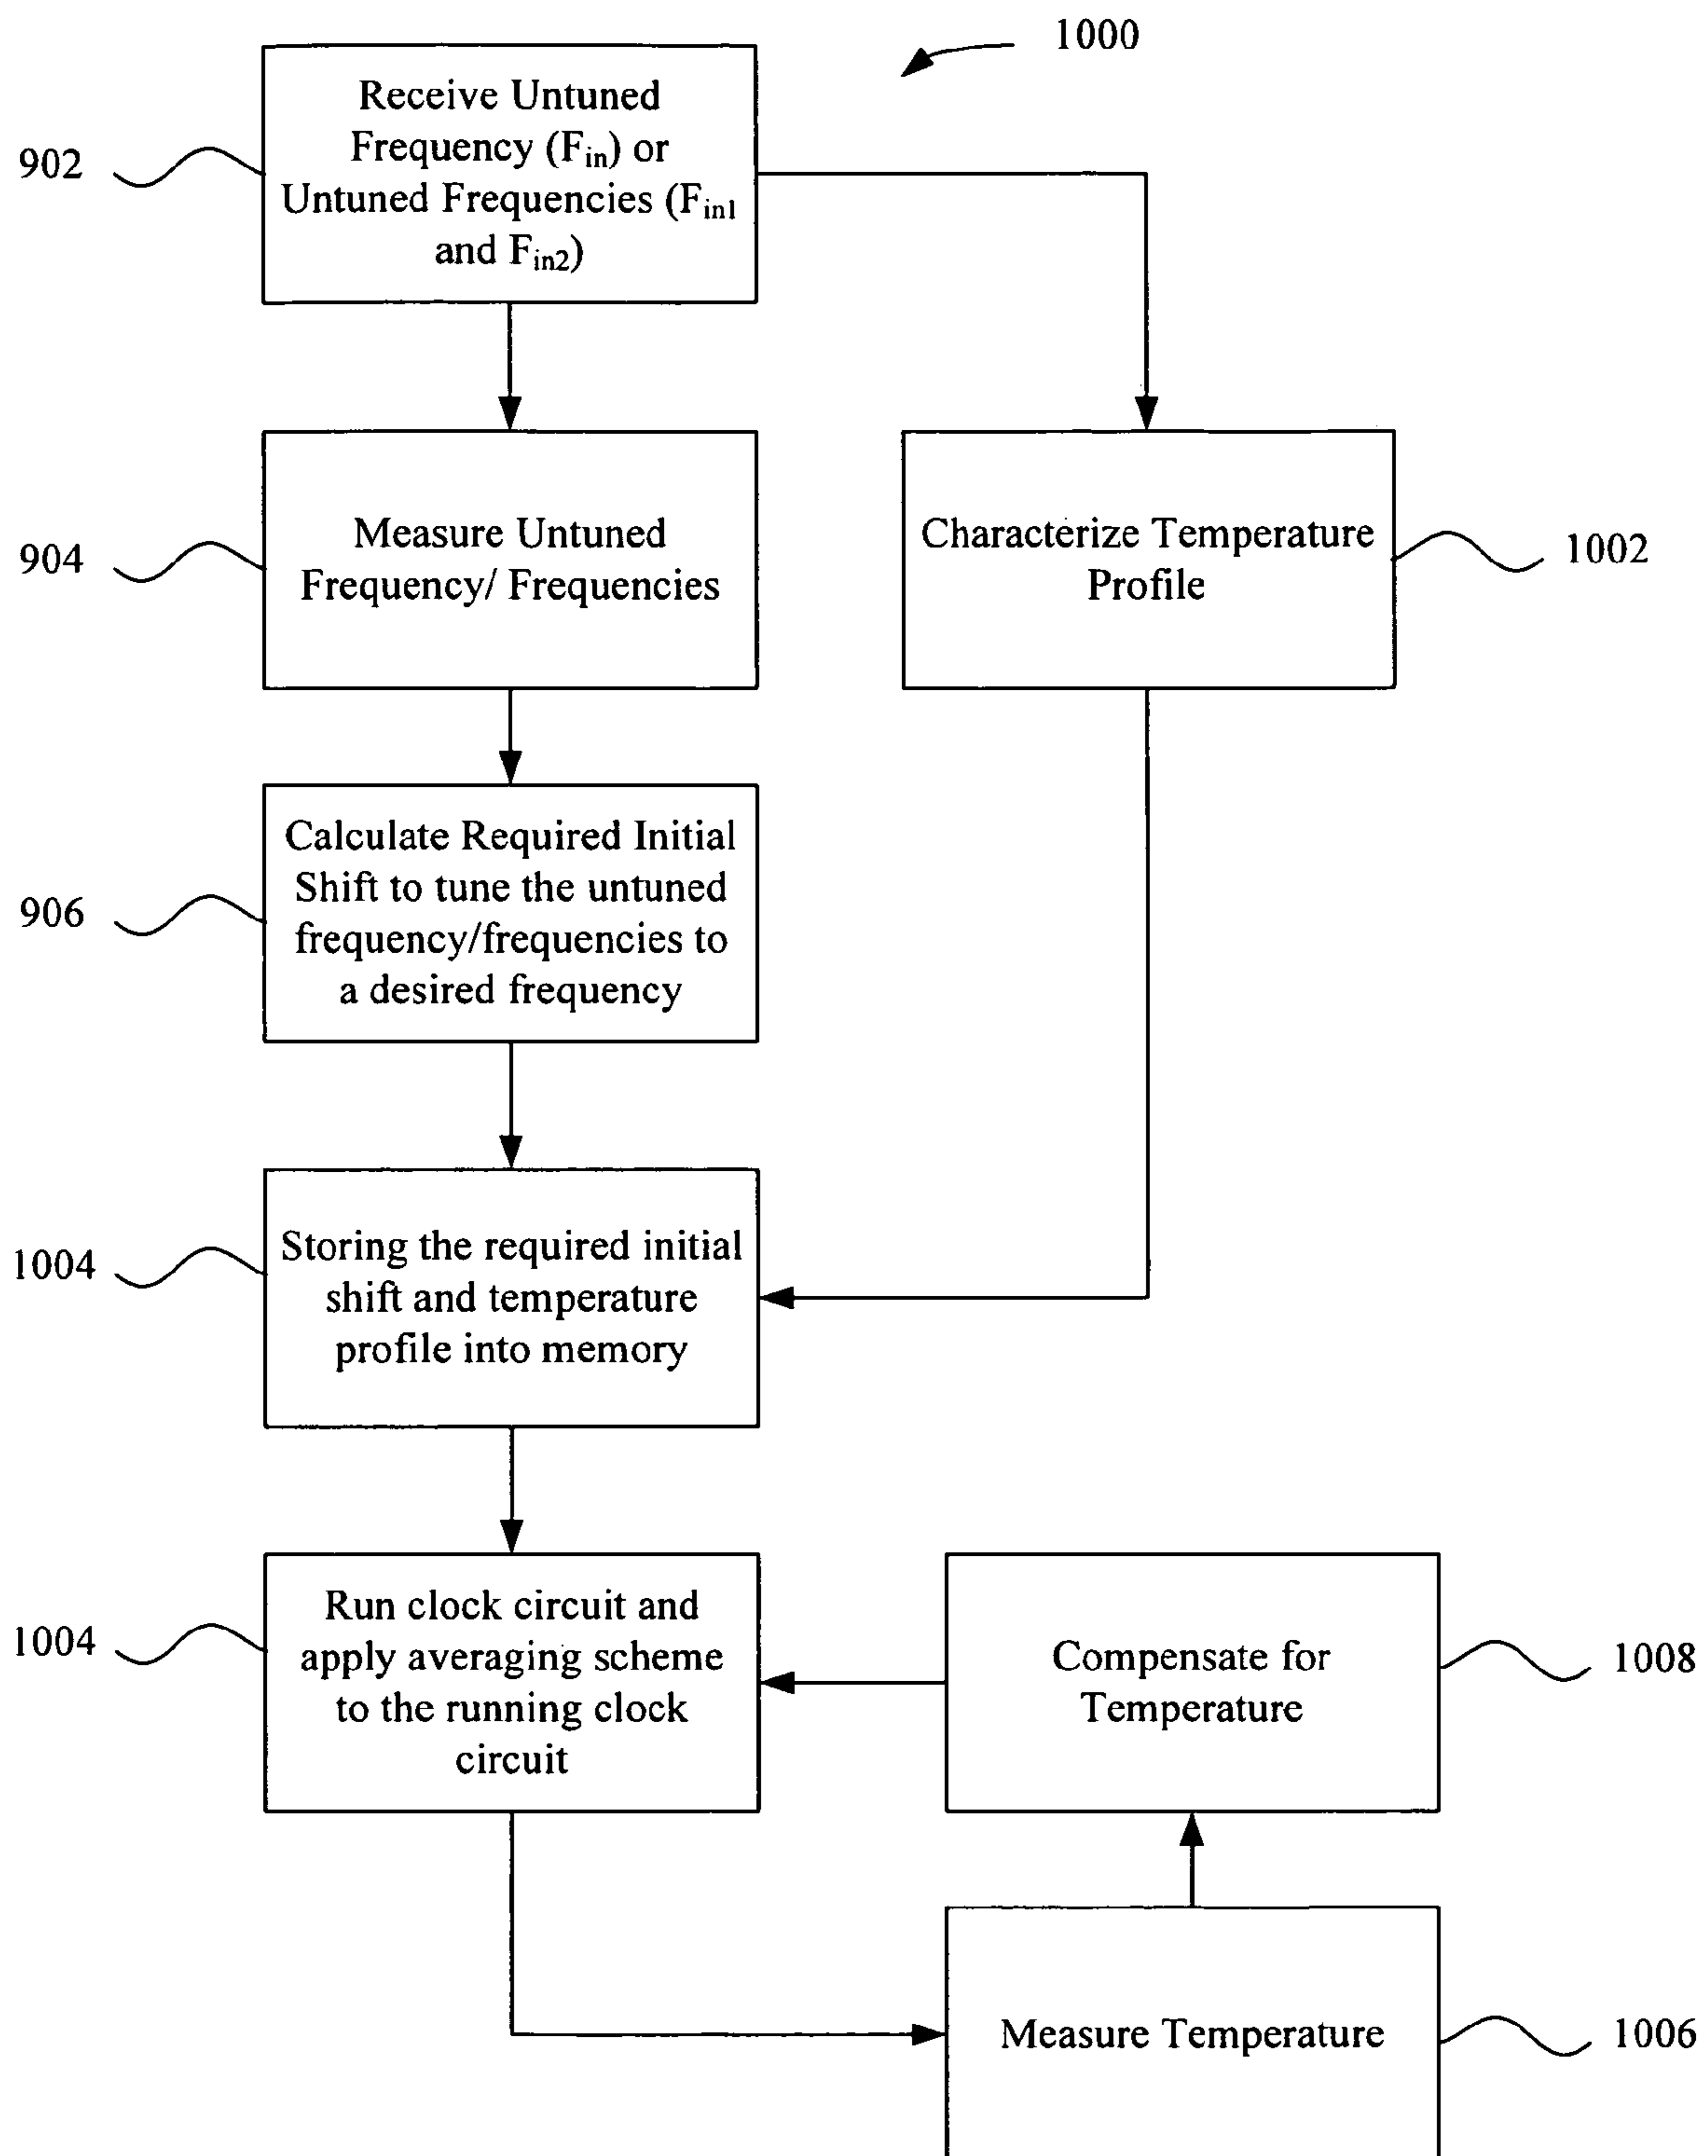 1000
Receive Untuned
Frequency (Fin) or
Untuned Frequencies (Fin1
and Fin2)
902
Measure Untuned
Frequency/ Frequencies
904
Characterize Temperature
Profile
1002
Calculate Required Initial
Shift to tune the untuned
frequency/frequencies to
a desired frequency
906
Storing the required initial
shift and temperature
profile into memory
1004
Run clock circuit and
apply averaging scheme
to the running clock
circuit
1004
Compensate for
Temperature
1008
Measure Temperature
1006